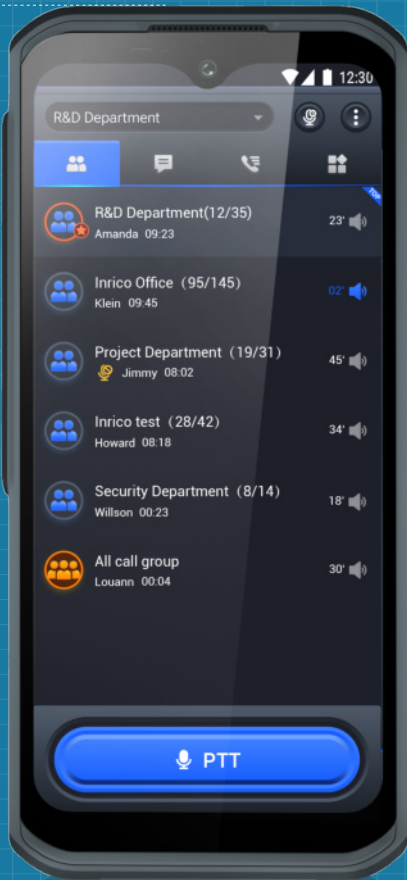 12:30
R&D Department
TOP
R&D Department(12/35)
Amanda 09:23
23'
Inrico Office (95/145)
Klein 09:45
02'
Project Department (19/31)
Jimmy 08:02
45'
Inrico test (28/42)
Howard 08:18
34'
Security Department (8/14)
Willson 00:23
18'
All call group
Louann 00:04
30'
PTT